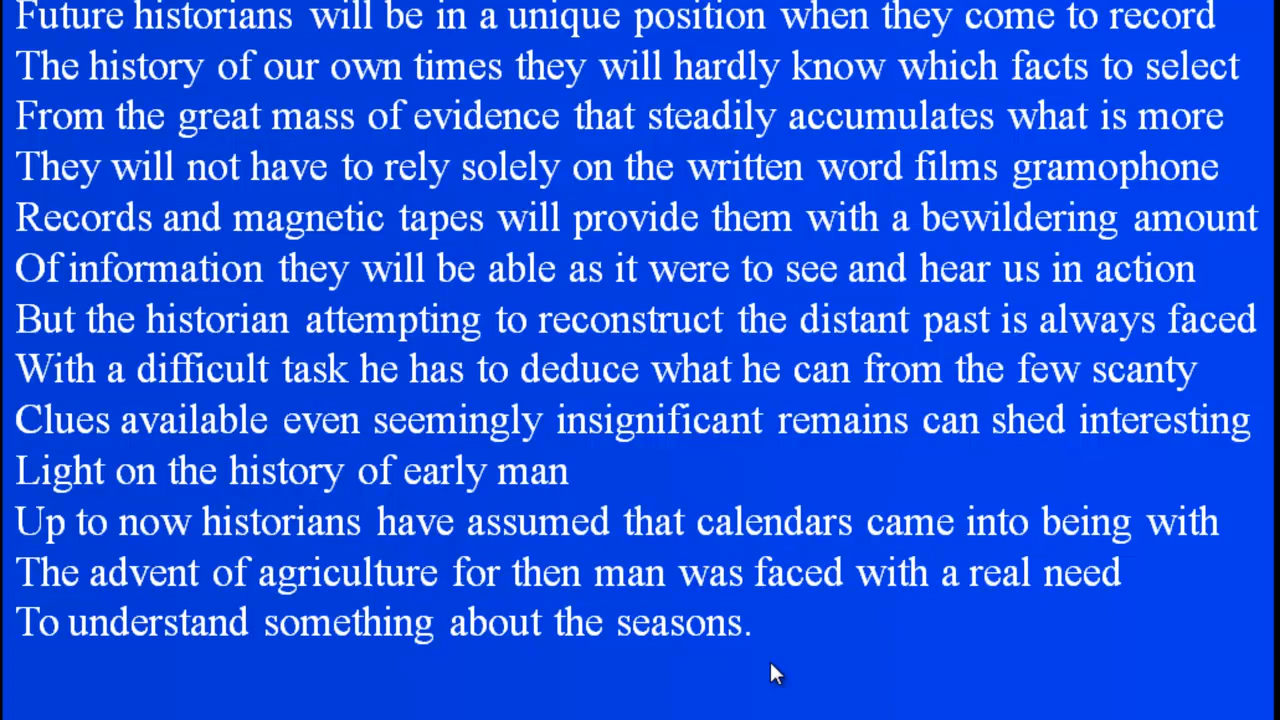 Future historians will be in a unique position when they come to record
The history of our own times they will hardly know which facts to select
From the great mass of evidence that steadily accumulates what is more
They will not have to rely solely on the written word films gramophone
Records and magnetic tapes will provide them with a bewildering amount
Of information they will be able as it were to see and hear us in action
But the historian attempting to reconstruct the distant past is always faced
With a difficult task he has to deduce what he can from the few scanty
Clues available even seemingly insignificant remains can shed interesting
Light on the history of early man
Up to now historians have assumed that calendars came into being with
The advent of agriculture for then man was faced with a real need
To understand something about the seasons.